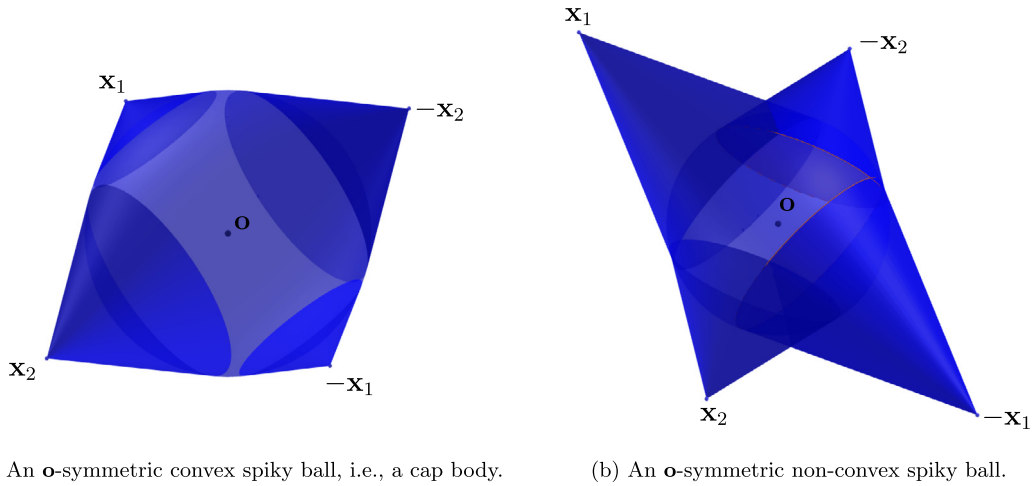 x₁
−x₂
o
x₂
−x₁
An o-symmetric convex spiky ball, i.e., a cap body.
x₁
−x₂
o
x₂
−x₁
(b) An o-symmetric non-convex spiky ball.